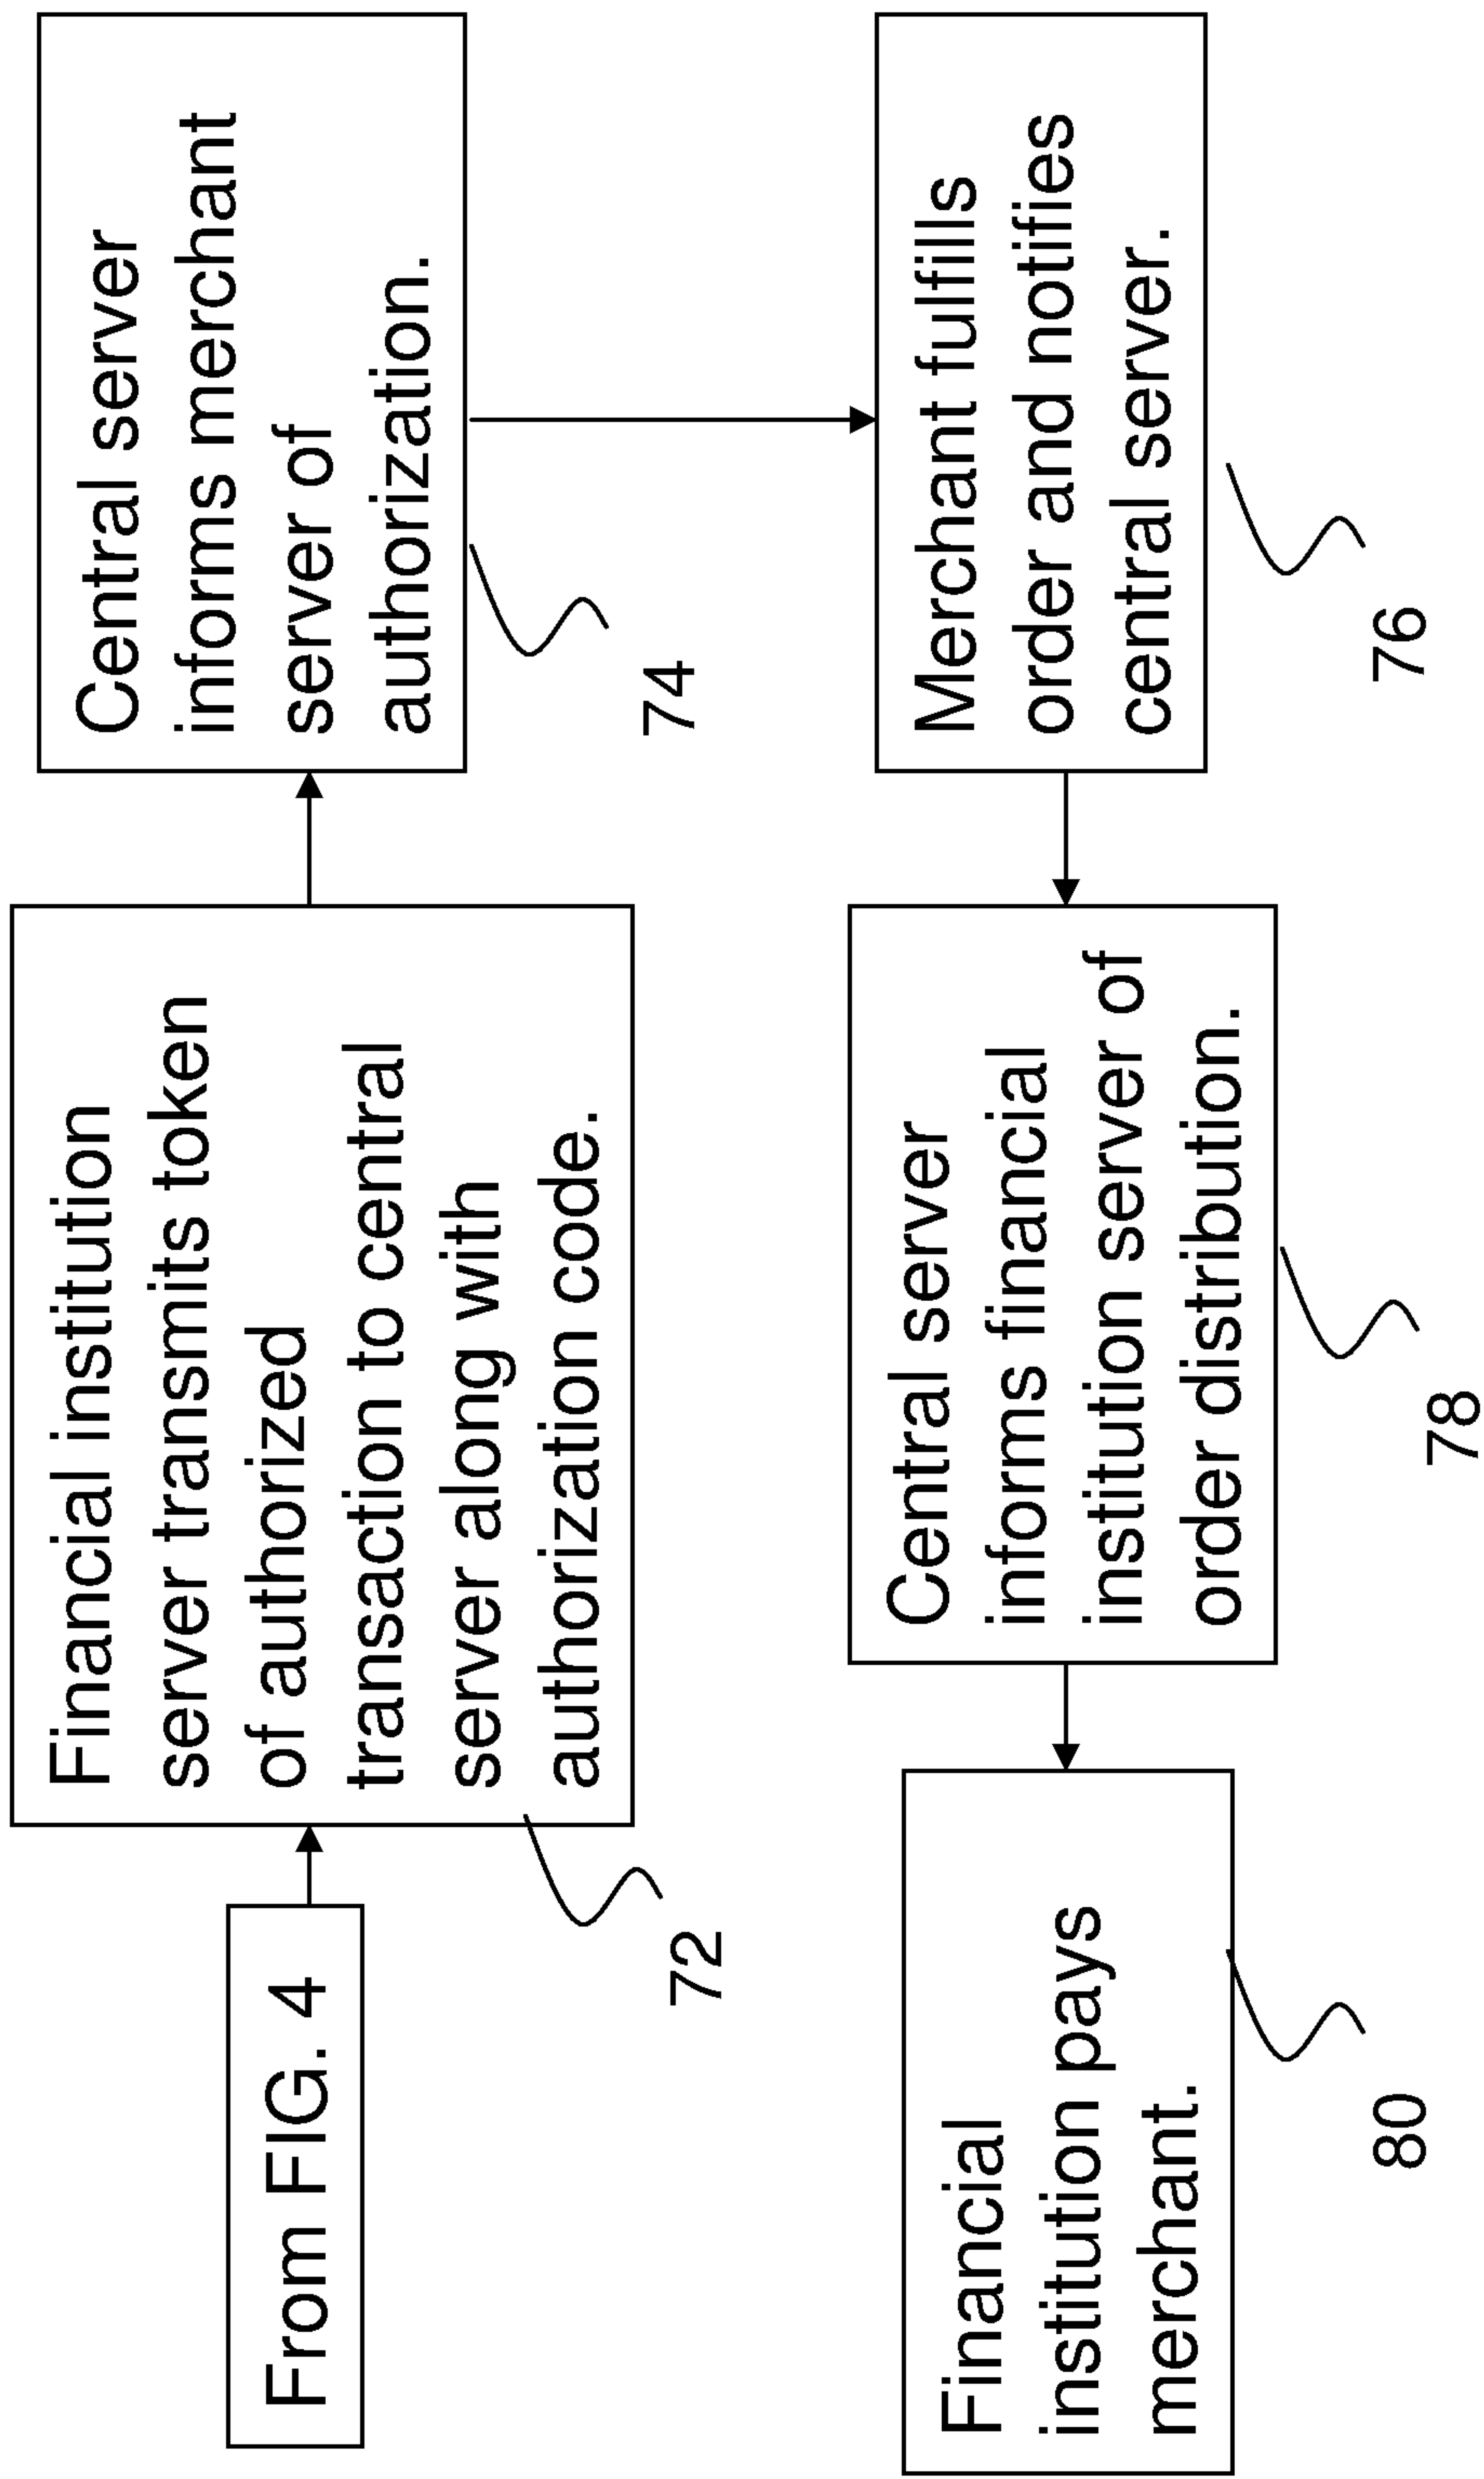 From FIG. 4
Financial institution
server transmits token
of authorized
transaction to central
server along with
authorization code.
72
Central server
informs merchant
server of
authorization.
74
Merchant fulfills
order and notifies
central server.
76
Central server
informs financial
institution server of
order distribution.
78
Financial
institution pays
merchant.
80